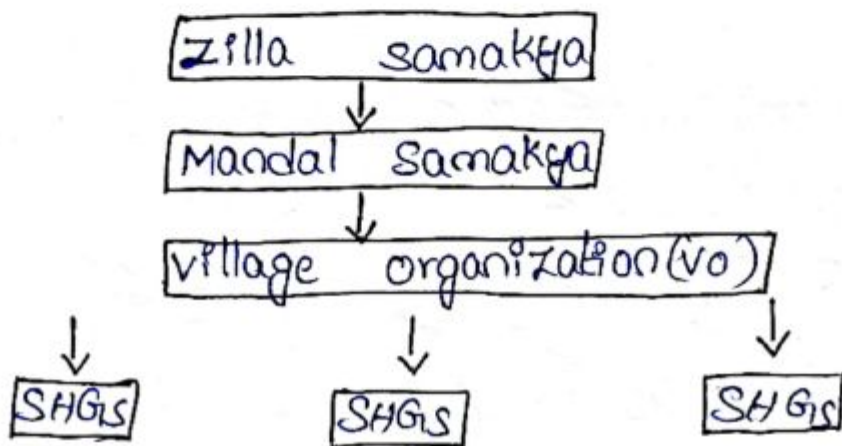 Zilla Samakya
Mandal Samakya
Village Organization (VO)
SHGs SHGs SHGs